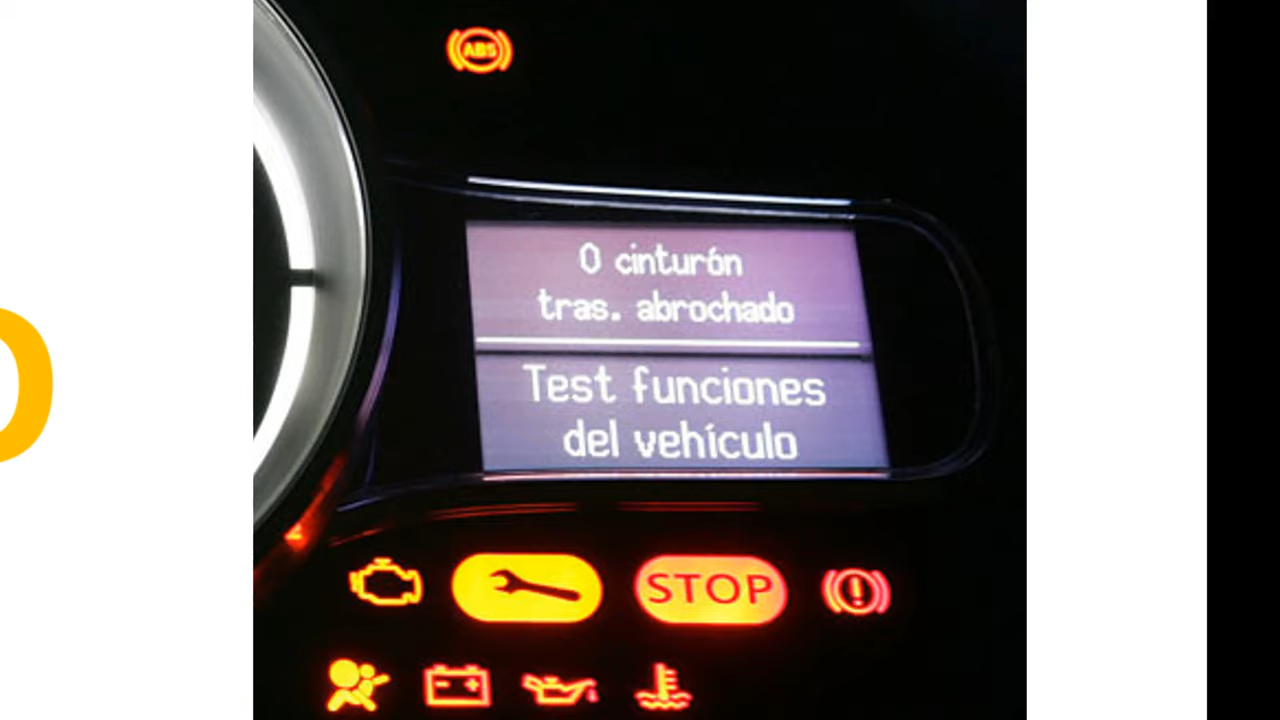 ABS
0 cinturón
tras. abrochado
Test funciones
del vehículo
STOP